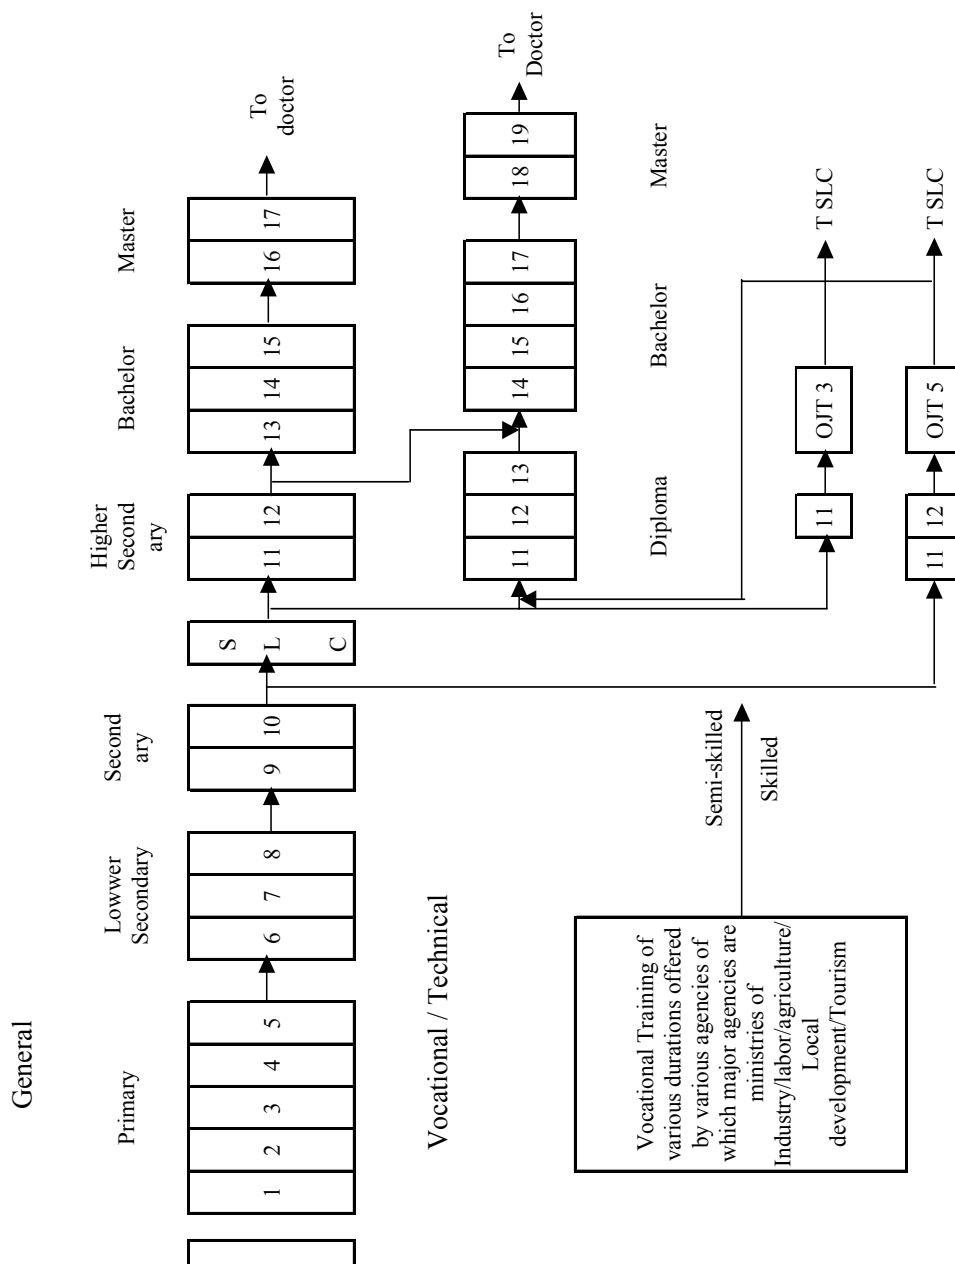 General
Primary
Lowwer
Secondary
Second
ary
Higher
Second
ary
Bachelor
Master
1
2
3
4
5
6
7
8
9
10
S
L
C
11
12
13
14
15
16
17
To
doctor
Vocational / Technical
11
12
13
14
15
16
17
18
19
To
Doctor
Diploma
Bachelor
Master
Vocational Training of
various durations offered
by various agencies of
which major agencies are
ministries of
Industry/labor/agriculture/
Local
development/Tourism
Semi-skilled
Skilled
11
OJT 3
T SLC
11
12
OJT 5
T SLC